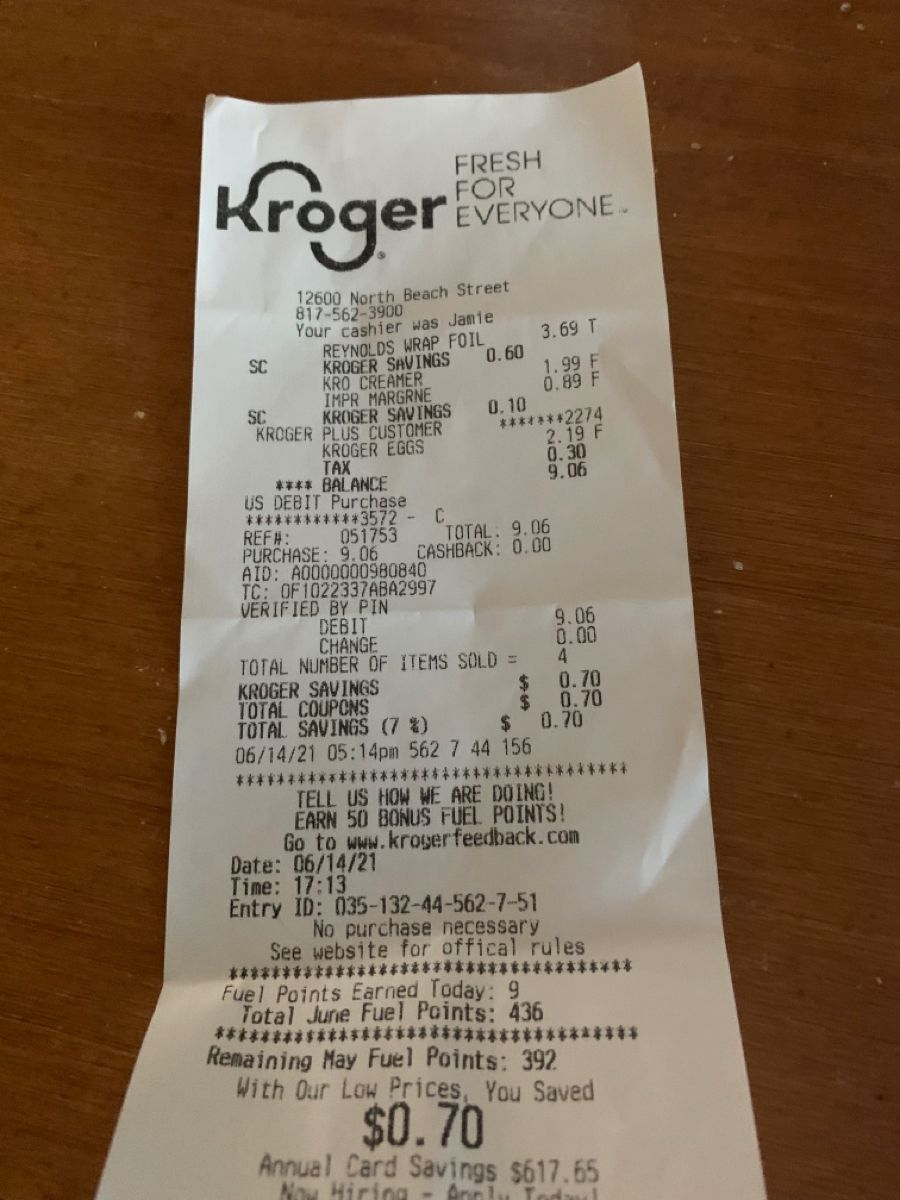 Kroger FRESH FOR EVERYONE™
12600 North Beach Street
817-562-3900
Your cashier was Jamie
REYNOLDS WRAP FOIL 3.69 T
SC KROGER SAVINGS 0.60
KRO CREAMER 1.99 F
IMPR MARGRNE 0.89 F
SC KROGER SAVINGS 0.10
KROGER PLUS CUSTOMER *******2274
KROGER EGGS 2.19 F
TAX 0.30
**** BALANCE 9.06
US DEBIT Purchase
************3572 - C
REF#: 051753 TOTAL: 9.06
PURCHASE: 9.06 CASHBACK: 0.00
AID: A0000000980840
TC: 0F1022337ABA2997
VERIFIED BY PIN
DEBIT 9.06
CHANGE 0.00
TOTAL NUMBER OF ITEMS SOLD = 4
KROGER SAVINGS $ 0.70
TOTAL COUPONS $ 0.70
TOTAL SAVINGS (7 %) $ 0.70
06/14/21 05:14pm 562 7 44 156
*************************************
TELL US HOW WE ARE DOING!
EARN 50 BONUS FUEL POINTS!
Go to www.krogerfeedback.com
Date: 06/14/21
Time: 17:13
Entry ID: 035-132-44-562-7-51
No purchase necessary
See website for offical rules
*************************************
Fuel Points Earned Today: 9
Total June Fuel Points: 436
*************************************
Remaining May Fuel Points: 392
With Our Low Prices, You Saved
$0.70
Annual Card Savings $617.65
Now Hiring - Apply Today!